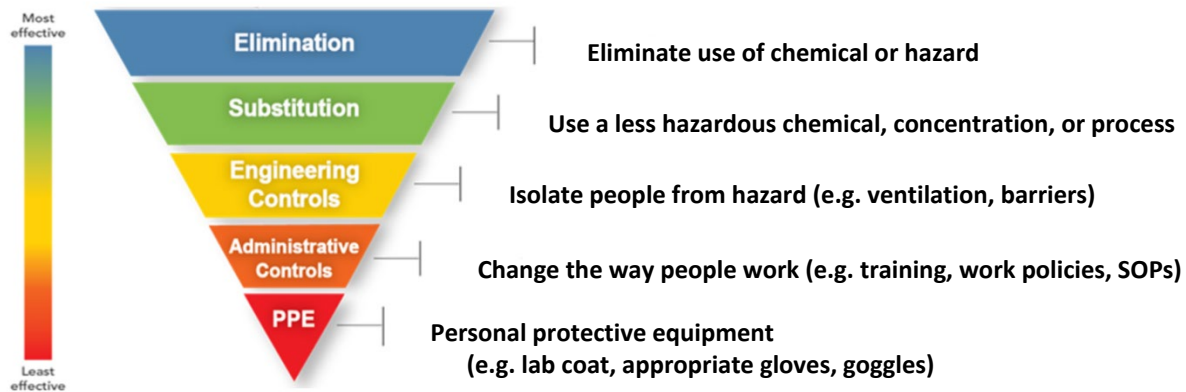 Most
effective
Elimination
Eliminate use of chemical or hazard
Substitution
Use a less hazardous chemical, concentration, or process
Engineering
Controls
Isolate people from hazard (e.g. ventilation, barriers)
Administrative
Controls
Change the way people work (e.g. training, work policies, SOPs)
PPE
Personal protective equipment
(e.g. lab coat, appropriate gloves, goggles)
Least
effective